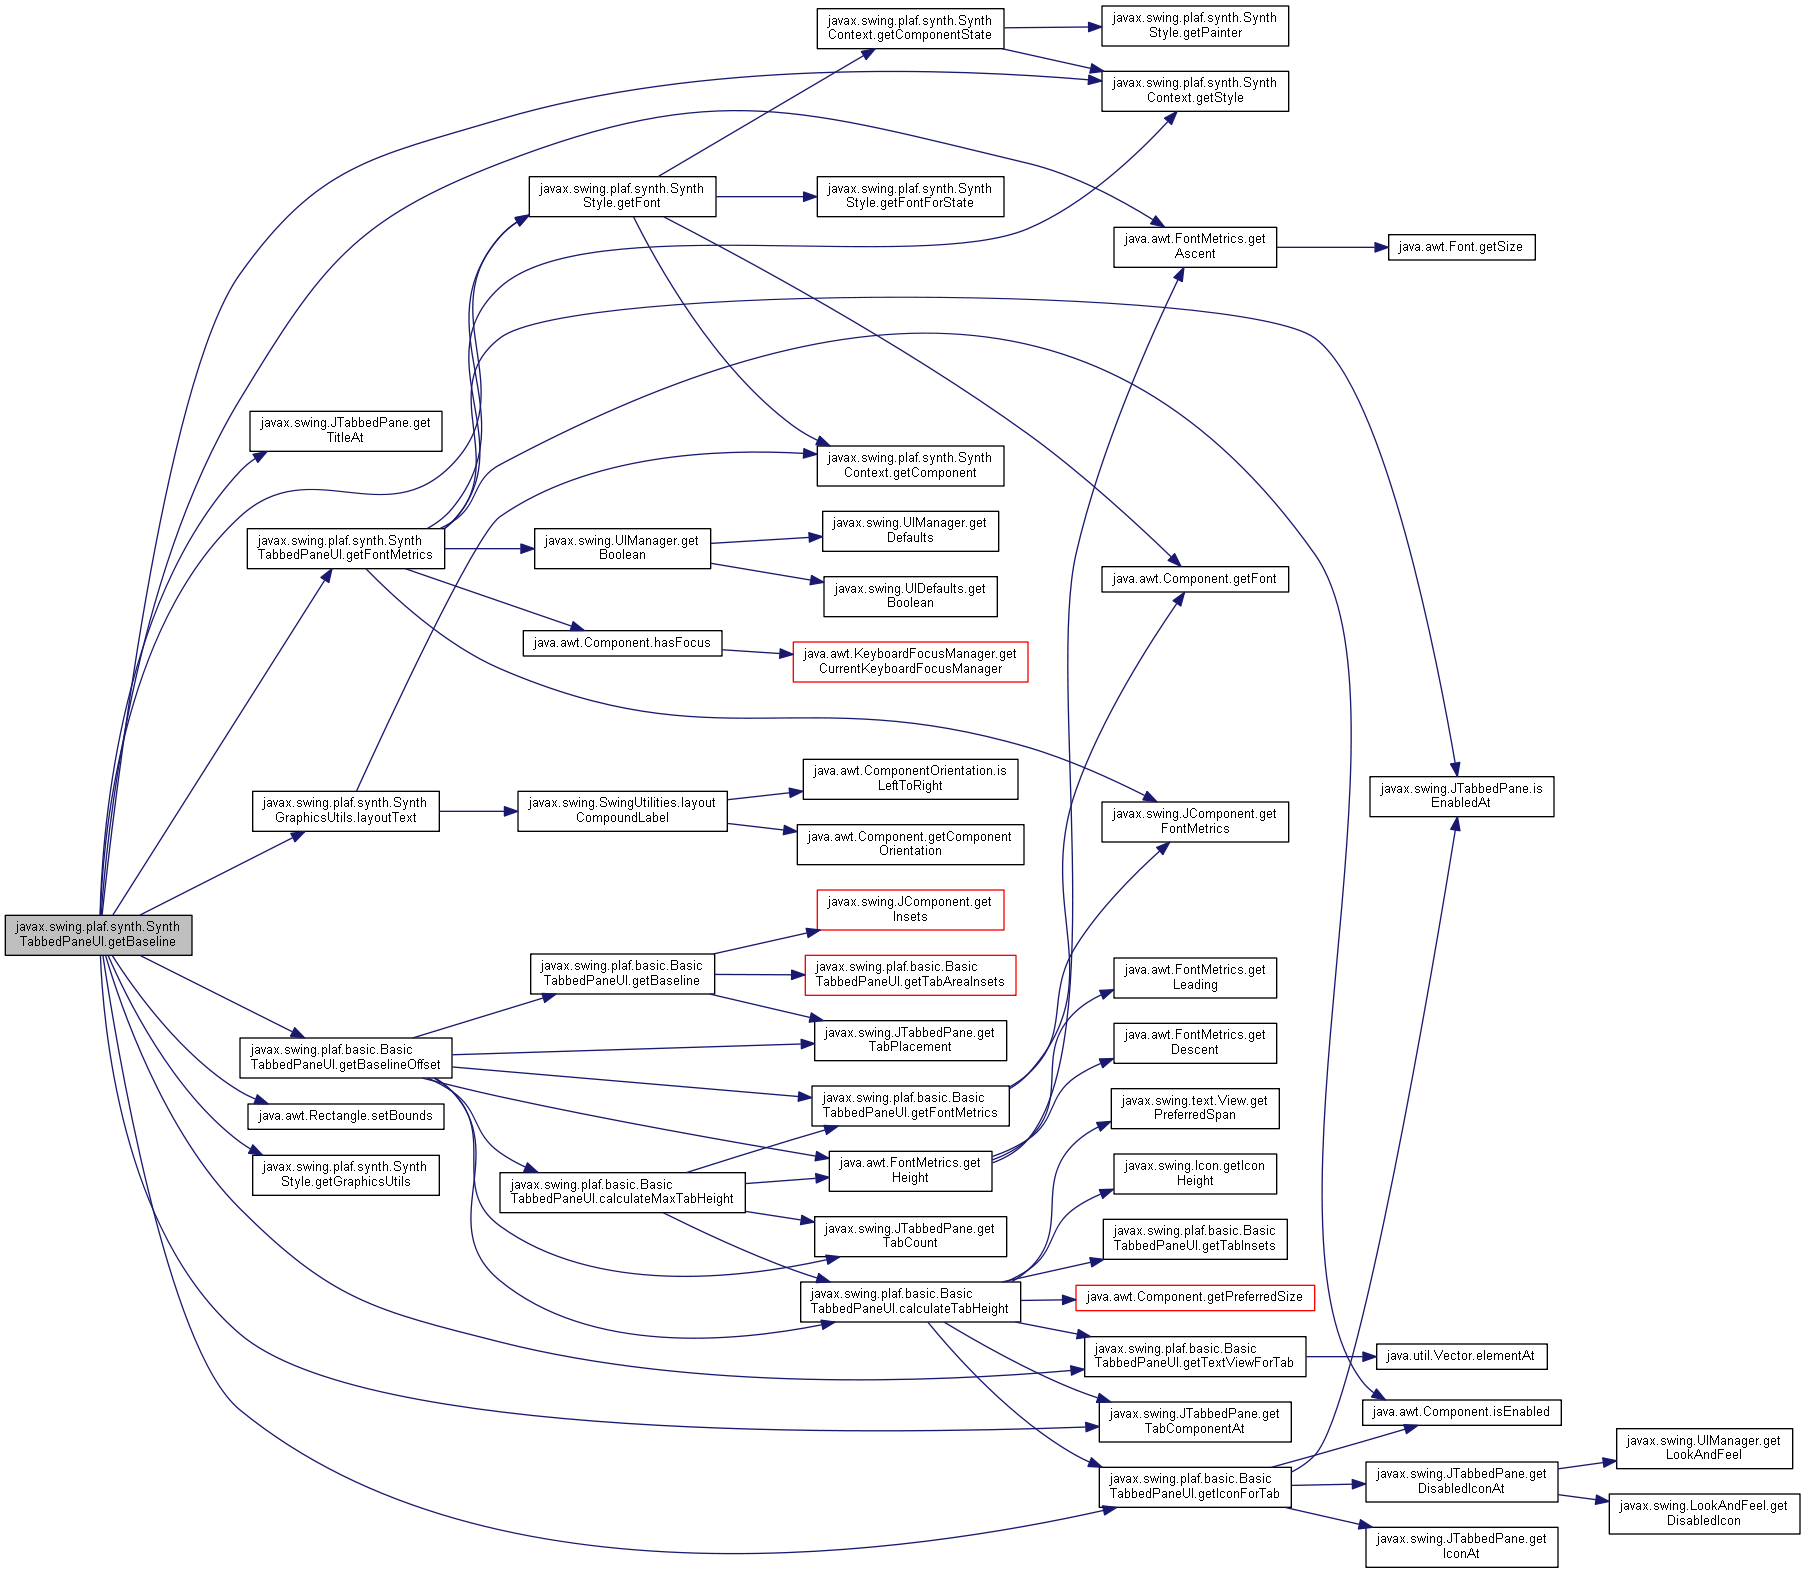 javax.swing.plaf.synth.Synth
Context.getComponentState
javax.swing.plaf.synth.Synth
Style.getPainter
javax.swing.plaf.synth.Synth
Context.getStyle
javax.swing.plaf.synth.Synth
Style.getFont
javax.swing.plaf.synth.Synth
Style.getFontForState
java.awt.FontMetrics.get
Ascent
java.awt.Font.getSize
javax.swing.JTabbedPane.get
TitleAt
javax.swing.plaf.synth.Synth
Context.getComponent
javax.swing.plaf.synth.Synth
TabbedPaneUI.getFontMetrics
javax.swing.UIManager.get
Boolean
javax.swing.UIManager.get
Defaults
javax.swing.UIDefaults.get
Boolean
java.awt.Component.getFont
java.awt.Component.hasFocus
java.awt.KeyboardFocusManager.get
CurrentKeyboardFocusManager
javax.swing.plaf.synth.Synth
GraphicsUtils.layoutText
javax.swing.SwingUtilities.layout
CompoundLabel
java.awt.ComponentOrientation.is
LeftToRight
java.awt.Component.getComponent
Orientation
javax.swing.JComponent.get
FontMetrics
javax.swing.JTabbedPane.is
EnabledAt
javax.swing.plaf.synth.Synth
TabbedPaneUI.getBaseline
javax.swing.JComponent.get
Insets
javax.swing.plaf.basic.Basic
TabbedPaneUI.getBaseline
javax.swing.plaf.basic.Basic
TabbedPaneUI.getTabAreaInsets
java.awt.FontMetrics.get
Leading
javax.swing.JTabbedPane.get
TabPlacement
java.awt.FontMetrics.get
Descent
javax.swing.plaf.basic.Basic
TabbedPaneUI.getBaselineOffset
javax.swing.plaf.basic.Basic
TabbedPaneUI.getFontMetrics
javax.swing.text.View.get
PreferredSpan
java.awt.Rectangle.setBounds
javax.swing.plaf.synth.Synth
Style.getGraphicsUtils
java.awt.FontMetrics.get
Height
javax.swing.Icon.getIcon
Height
javax.swing.plaf.basic.Basic
TabbedPaneUI.calculateMaxTabHeight
javax.swing.JTabbedPane.get
TabCount
javax.swing.plaf.basic.Basic
TabbedPaneUI.getTabInsets
javax.swing.plaf.basic.Basic
TabbedPaneUI.calculateTabHeight
java.awt.Component.getPreferredSize
javax.swing.plaf.basic.Basic
TabbedPaneUI.getTextViewForTab
java.util.Vector.elementAt
javax.swing.JTabbedPane.get
TabComponentAt
java.awt.Component.isEnabled
javax.swing.plaf.basic.Basic
TabbedPaneUI.getIconForTab
javax.swing.JTabbedPane.get
DisabledIconAt
javax.swing.UIManager.get
LookAndFeel
javax.swing.LookAndFeel.get
DisabledIcon
javax.swing.JTabbedPane.get
IconAt